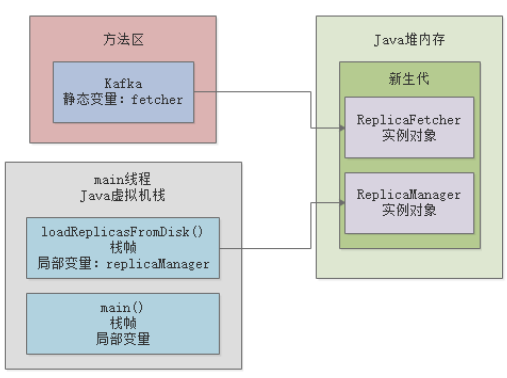 方法区
Kafka
静态变量：fetcher
Java堆内存
新生代
ReplicaFetcher
实例对象
ReplicaManager
实例对象
main线程
Java虚拟机栈
loadReplicasFromDisk()
栈帧
局部变量：replicaManager
main()
栈帧
局部变量